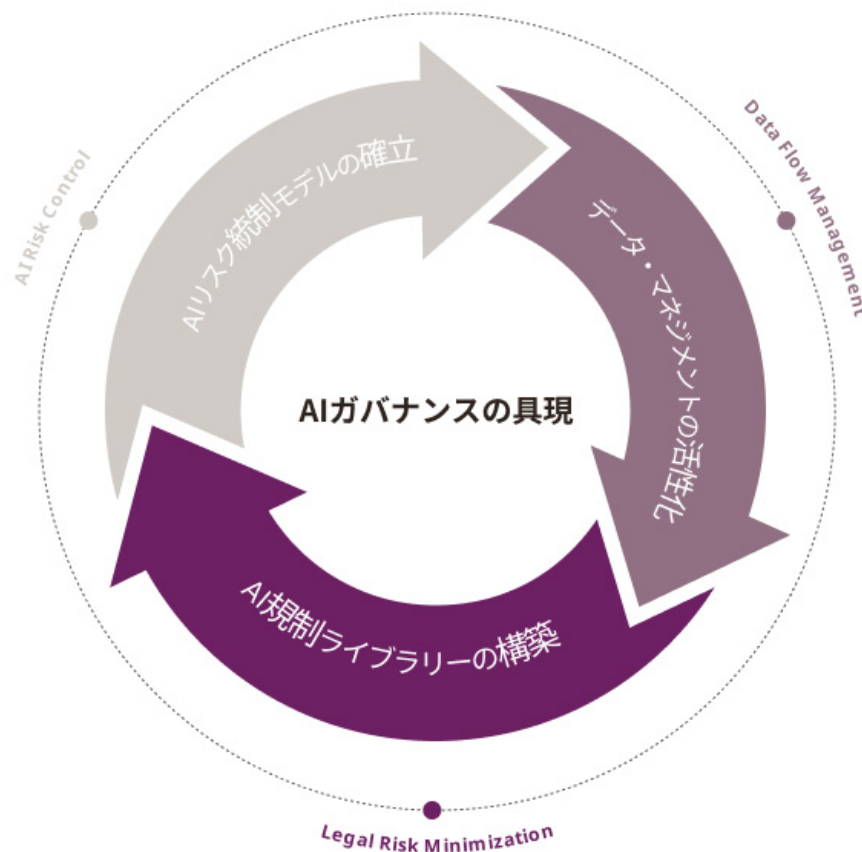 AI Risk Control
Data Flow Management
AIリスク統制モデルの確立
データ・マネジメントの活性化
AIガバナンスの具現
AI規制ライブラリーの構築
Legal Risk Minimization